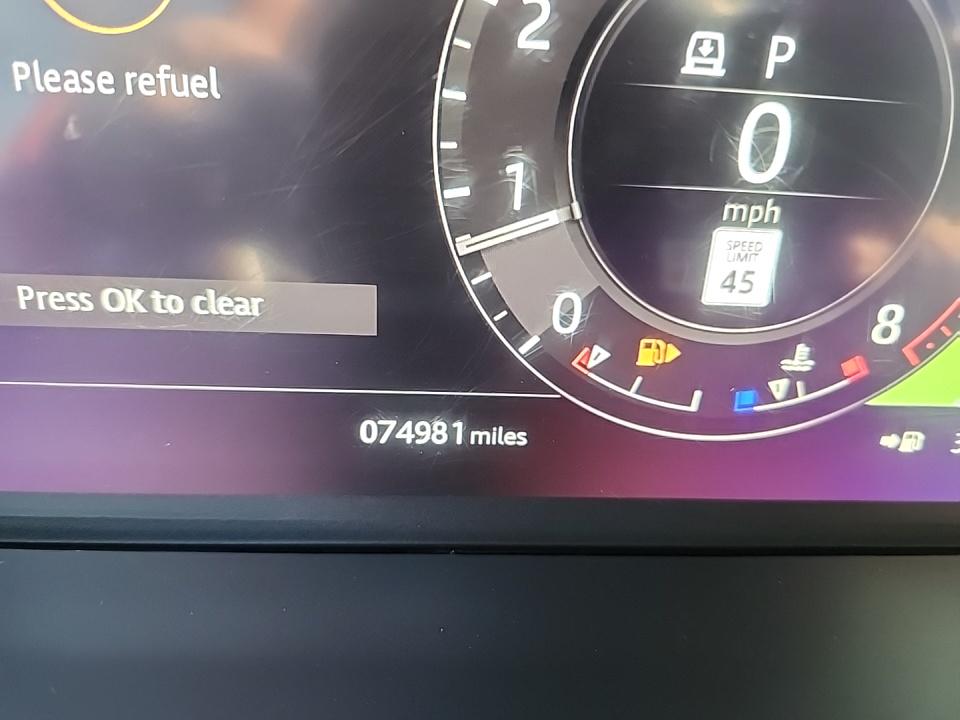 Please refuel
Press OK to clear
2
1
0
8
P
0
mph
SPEED
LIMIT
45
074981 miles